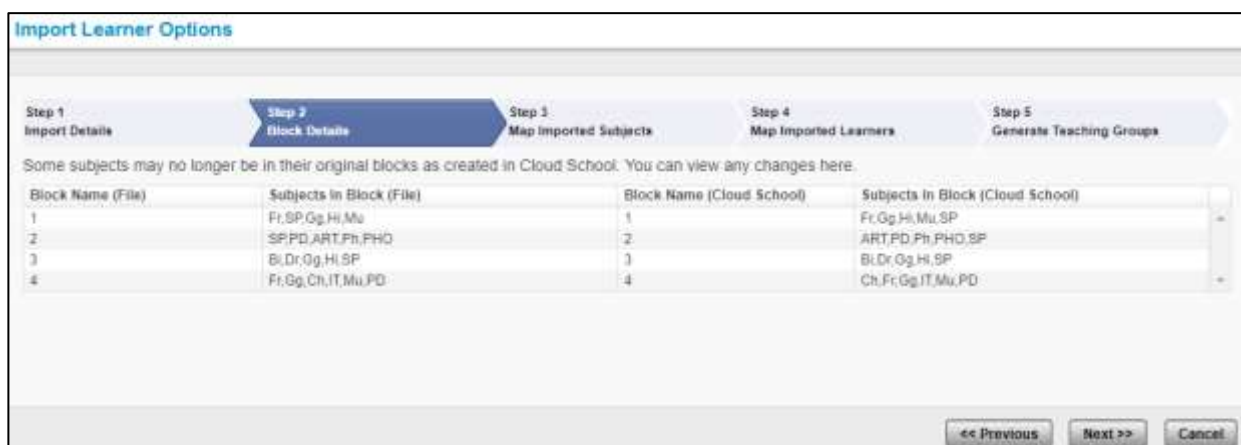 Import Learner Options
Step 1 Step 2 Step 3 Step 4 Step 5
Import Details Block Details Map Imported Subjects Map Imported Learners Generate Teaching Groups
Some subjects may no longer be in their original blocks as created in Cloud School. You can view any changes here.
Block Name (File) Subjects In Block (File) Block Name (Cloud School) Subjects In Block (Cloud School)
1 Fr,SP,Gg,Hi,Mu 1 Fr,Gg,Hi,Mu,SP
2 SP,PD,ART,Ph,PHO 2 ART,PD,Ph,PHO,SP
3 Bi,Dr,Gg,Hi,SP 3 Bi,Dr,Gg,Hi,SP
4 Fr,Gg,Ch,IT,Mu,PD 4 Ch,Fr,Gg,IT,Mu,PD
<< Previous Next >> Cancel